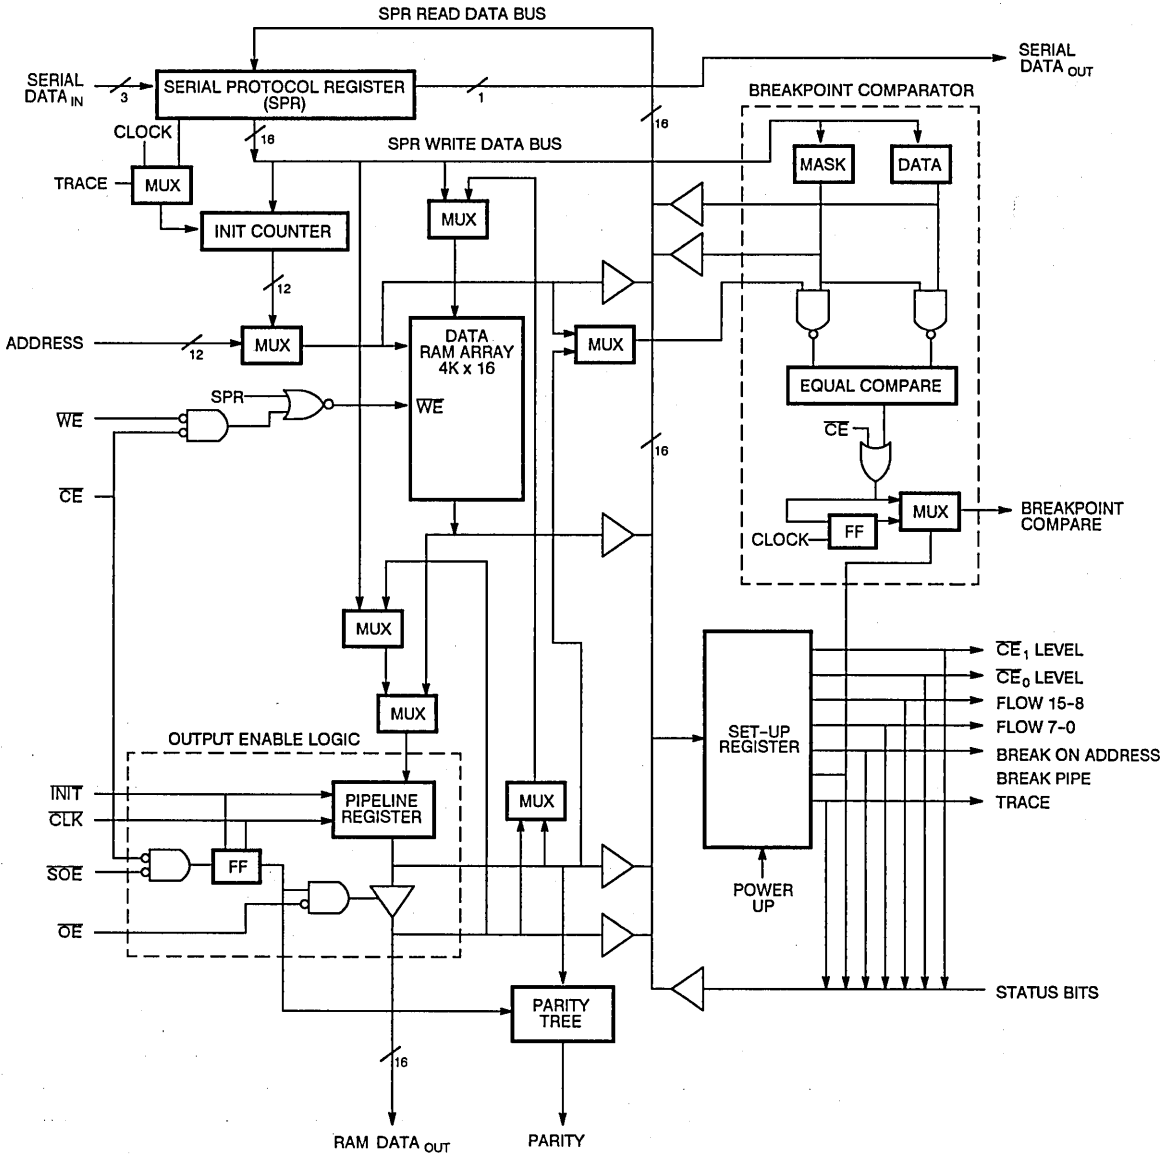 SPR READ DATA BUS
SERIAL
DATA IN
3
SERIAL PROTOCOL REGISTER
(SPR)
1
SERIAL
DATA OUT
BREAKPOINT COMPARATOR
16
CLOCK
16
SPR WRITE DATA BUS
TRACE
MUX
MASK
DATA
MUX
INIT COUNTER
12
ADDRESS
12
MUX
DATA
RAM ARRAY
4K x 16
MUX
EQUAL COMPARE
SPR
WE
WE
CE
16
CE
MUX
BREAKPOINT
COMPARE
CLOCK
FF
MUX
CE1 LEVEL
CE0 LEVEL
FLOW 15-8
MUX
SET-UP
REGISTER
FLOW 7-0
OUTPUT ENABLE LOGIC
BREAK ON ADDRESS
BREAK PIPE
INIT
PIPELINE
REGISTER
MUX
TRACE
CLK
SOE
FF
POWER
UP
OE
STATUS BITS
PARITY
TREE
16
RAM DATA OUT
PARITY